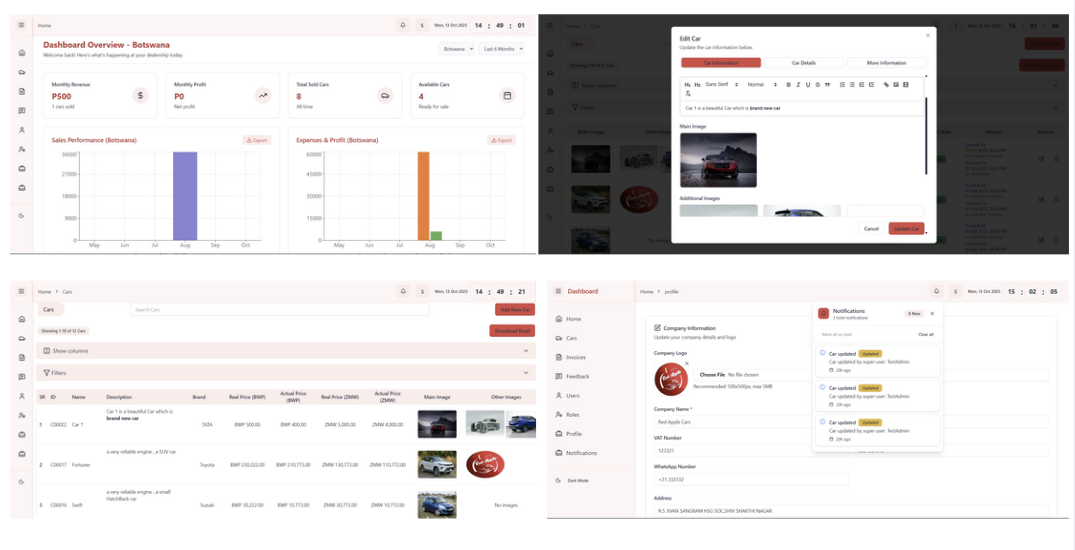 Home
S Mon, 13 Oct 2025 14 : 49 : 01
Dashboard Overview - Botswana
Welcome back! Here's what's happening at your dealership today.
Botswana Last 6 Months
Monthly Revenue
P500
1 cars sold
Monthly Profit
P0
Net profit
Total Sold Cars
8
All time
Available Cars
4
Ready for sale
Sales Performance (Botswana)
Export
36000
27000
18000
9000
0
May Jun Jul Aug Sep Oct
Expenses & Profit (Botswana)
Export
60000
45000
30000
15000
0
May Jun Jul Aug Sep Oct
Home > Cars
Cars
Showing 1-10 of 12 Cars
Show columns
Filters
Main Image
Actions
No images
Edit Car
Update the car information below.
Car Information Car Details More Information
H1 H2 Sans Serif Normal B I U S
Car 1 is a beautiful Car which is brand new car
Main Image
Additional Images
Cancel Update Car
Home > Cars
S Mon, 13 Oct 2025 14 : 49 : 21
Cars
Search Cars
Add New Car
Showing 1-10 of 12 Cars
Download Excel
Show columns
Filters
SR ID Name Description Brand Real Price (BWP) Actual Price (BWP) Real Price (ZMW) Actual Price (ZMW) Main Image Other Images
1 C00022 Car 1 Car 1 is a beautiful Car which is brand new car TATA BWP 500.00 BWP 400.00 ZMW 5,000.00 ZMW 4,000.00
2 C00017 Fortuner a very reliable engine...a SUV car Toyota BWP 230,222.00 BWP 210,773.00 ZMW 130,773.00 ZMW 110,772.00
3 C00016 Swift a very reliable engine...a small Hatchback car Suzuki BWP 30,222.00 BWP 10,773.00 ZMW 30,773.00 ZMW 10,772.00 No images
Dashboard
Home
Cars
Invoices
Feedback
Users
Roles
Profile
Notifications
Dark Mode
Home > profile
S Mon, 13 Oct 2025 15 : 02 : 05
Company Information
Update your company details and logo
Company Logo
Choose File No file chosen
Recommended: 500x500px, max 5MB
Company Name *
Red Apple Cars
VAT Number
123321
WhatsApp Number
+21 232332
Address
R.5 JIVAN SANGRAM HSG SOC,SHIV SHAKTHI NAGAR
Notifications
3 total notifications
0 New
Mark all as read
Clear all
Car updated Updated
Car updated by super user: TestAdmin
20h ago
Car updated Updated
Car updated by super user: TestAdmin
20h ago
Car updated Updated
Car updated by super user: TestAdmin
20h ago